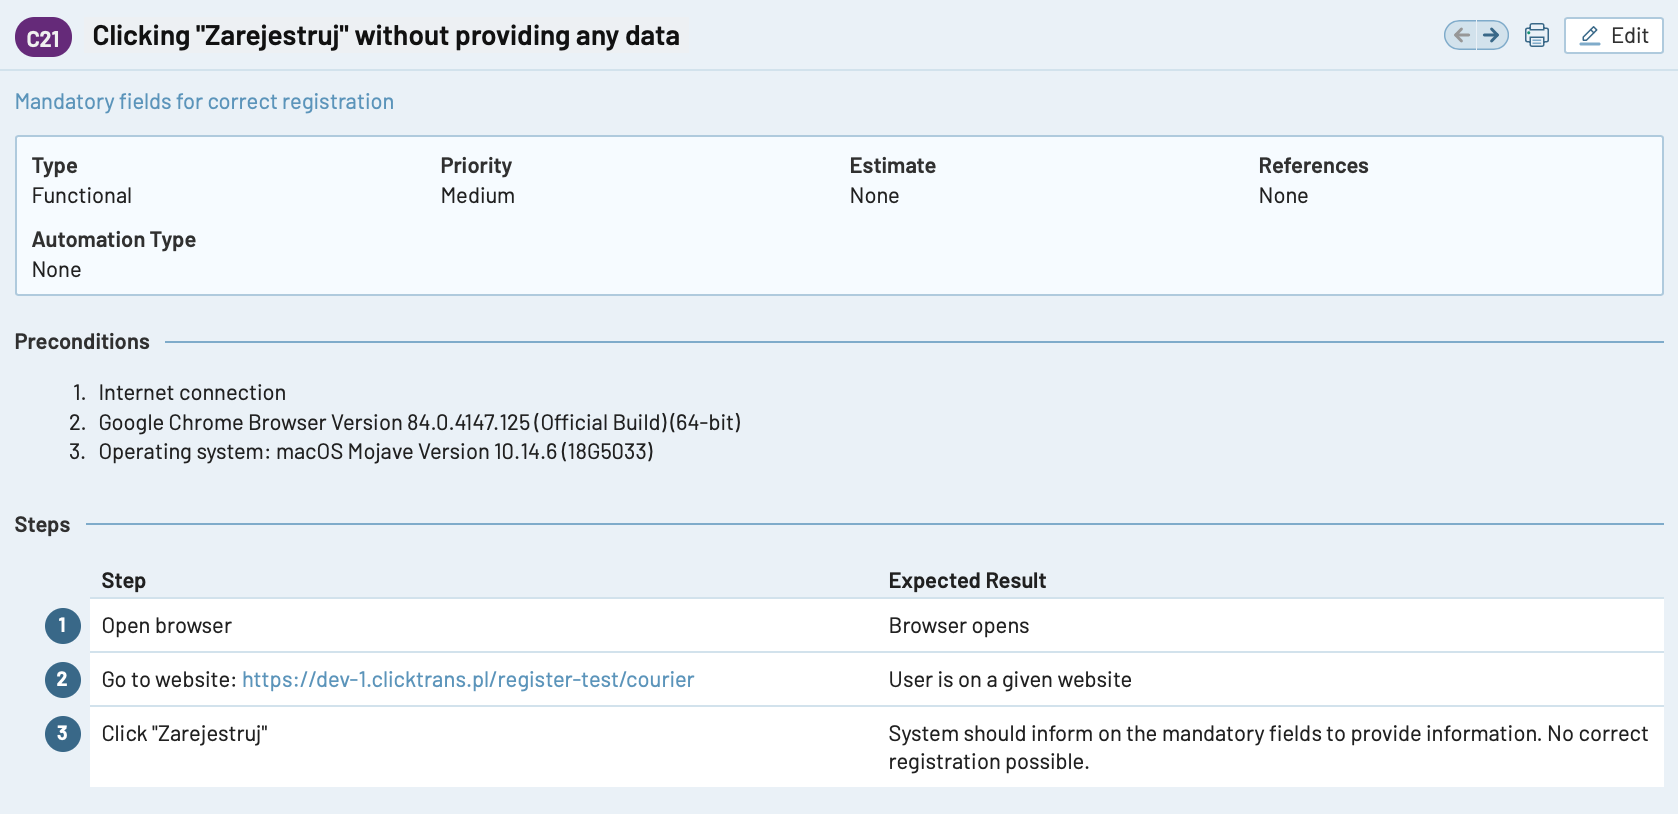 C21 Clicking "Zarejestruj" without providing any data Edit
Mandatory fields for correct registration
Type Priority Estimate References
Functional Medium None None
Automation Type
None
Preconditions
1. Internet connection
2. Google Chrome Browser Version 84.0.4147.125 (Official Build) (64-bit)
3. Operating system: macOS Mojave Version 10.14.6 (18G5033)
Steps
Step Expected Result
1 Open browser Browser opens
2 Go to website: https://dev-1.clicktrans.pl/register-test/courier User is on a given website
3 Click "Zarejestruj" System should inform on the mandatory fields to provide information. No correct
registration possible.